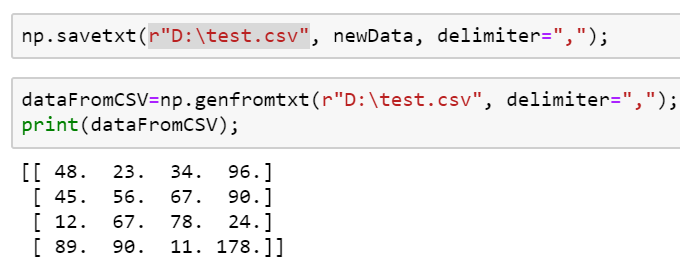 np.savetxt(r"D:\test.csv", newData, delimiter=",");
dataFromCSV=np.genfromtxt(r"D:\test.csv", delimiter=",");
print(dataFromCSV);
[[ 48.  23.  34.  96.]
 [ 45.  56.  67.  90.]
 [ 12.  67.  78.  24.]
 [ 89.  90.  11. 178.]]